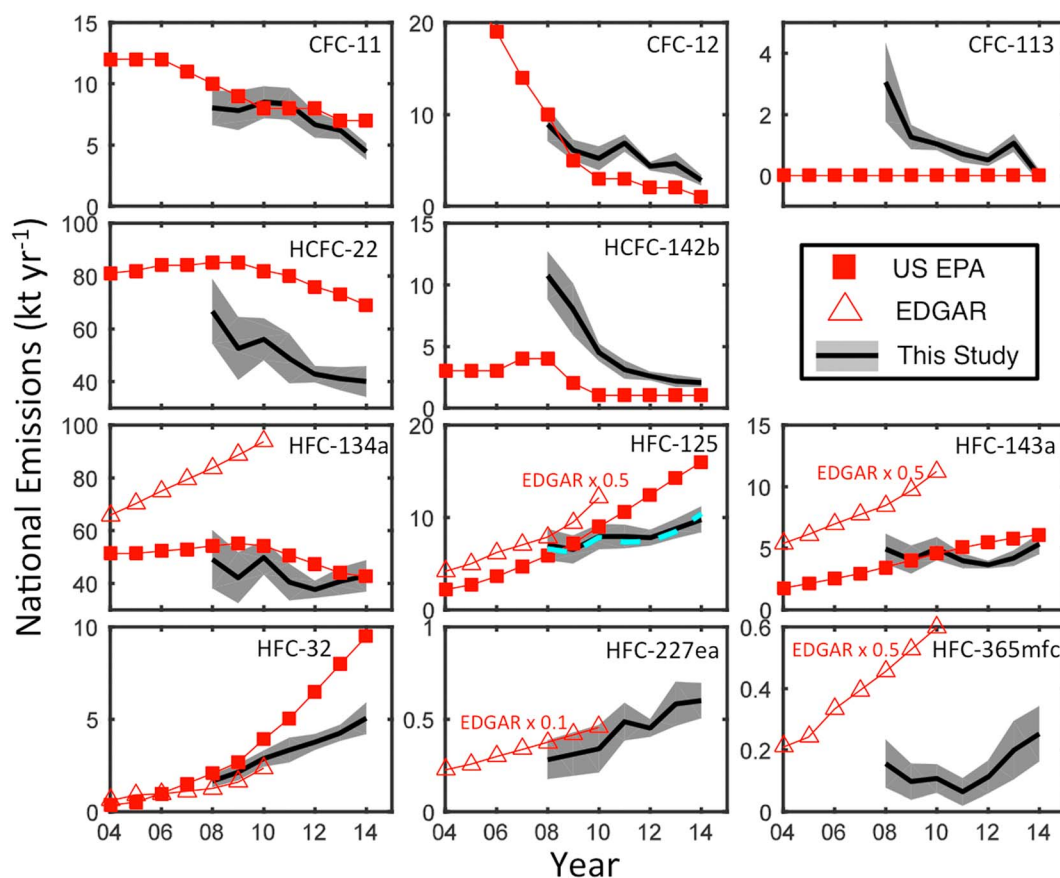 National Emissions (kt yr⁻¹)
15
10
5
0
CFC-11
20
10
0
CFC-12
4
2
0
CFC-113
100
80
60
40
HCFC-22
15
10
5
0
HCFC-142b
US EPA
EDGAR
This Study
100
80
60
40
HFC-134a
20
10
0
HFC-125
EDGAR x 0.5
15
10
5
0
HFC-143a
EDGAR x 0.5
10
5
0
HFC-32
1
0.5
0
HFC-227ea
EDGAR x 0.1
0.6
0.4
0.2
0
HFC-365mfc
EDGAR x 0.5
04 06 08 10 12 14
04 06 08 10 12 14
04 06 08 10 12 14
Year